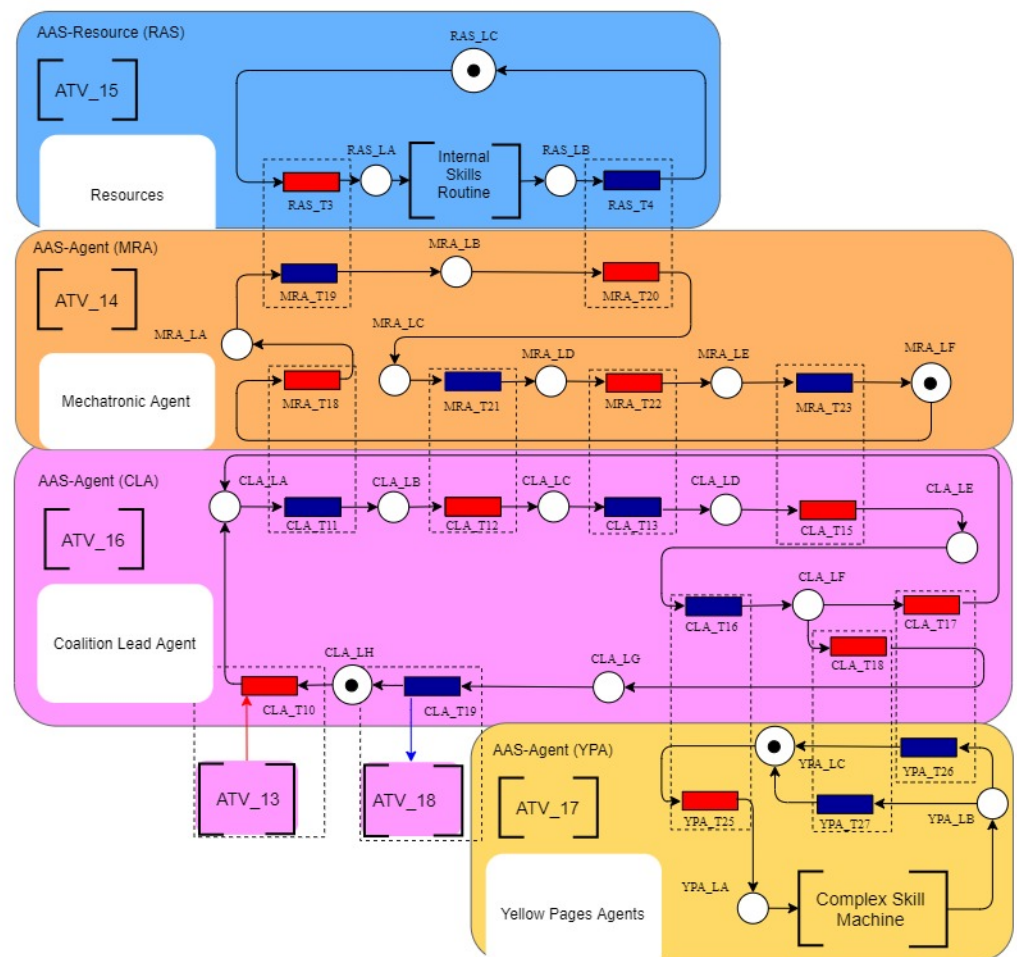 AAS-Resource (RAS)
RAS_LC
ATV_15
RAS_LA
Internal
Skills
Routine
RAS_LB
Resources
RAS_T3
RAS_T4
AAS-Agent (MRA)
MRA_LB
ATV_14
MRA_T19
MRA_T20
MRA_LA
MRA_LC
MRA_LD
MRA_LE
MRA_LF
Mechatronic Agent
MRA_T18
MRA_T21
MRA_T22
MRA_T23
AAS-Agent (CLA)
CLA_LA
CLA_LB
CLA_LC
CLA_LD
CLA_LE
ATV_16
CLA_T11
CLA_T12
CLA_T13
CLA_T15
CLA_LF
CLA_T16
CLA_T17
Coalition Lead Agent
CLA_LH
CLA_LG
CLA_T18
CLA_T10
CLA_T19
AAS-Agent (YPA)
YPA_LC
YPA_T26
ATV_13
ATV_18
ATV_17
YPA_T25
YPA_T27
YPA_LB
YPA_LA
Complex Skill
Machine
Yellow Pages Agents